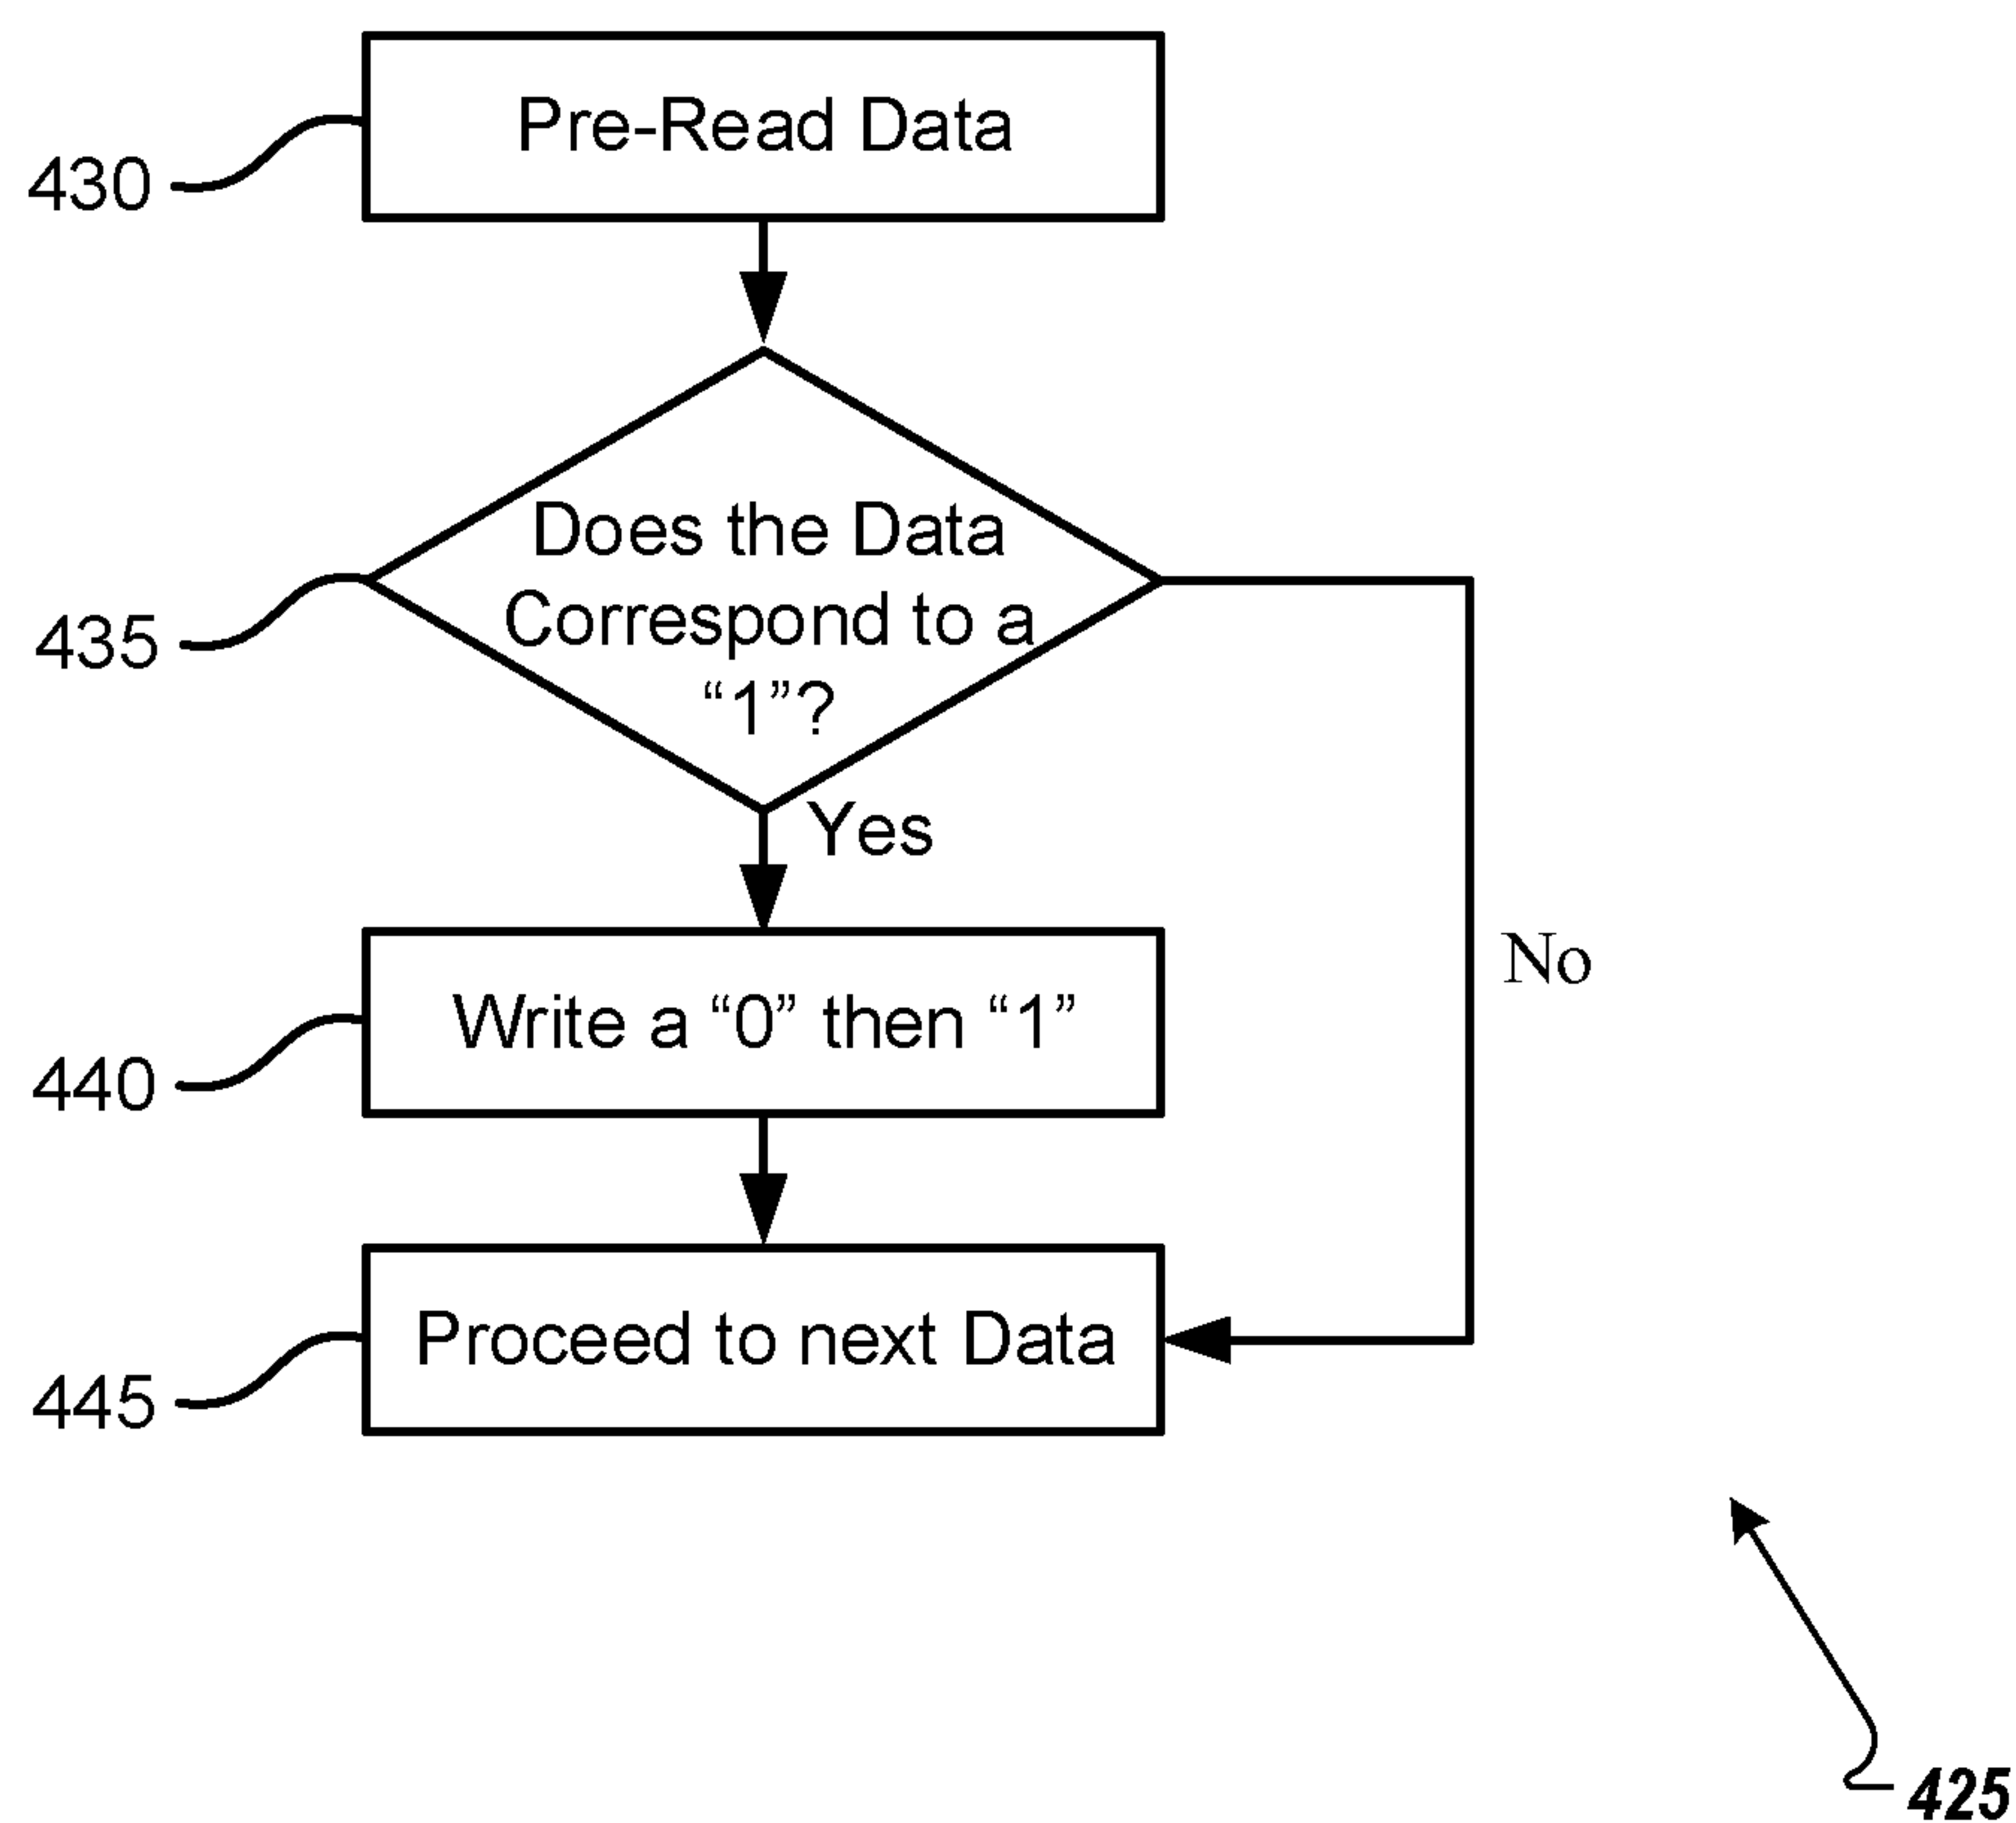 Pre-Read Data
430
Does the Data
Correspond to a
“1”?
435
Yes
No
Write a “0” then “1”
440
Proceed to next Data
445
425